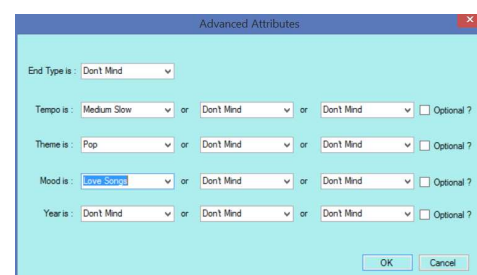 Advanced Attributes
End Type is : Don't Mind
Tempo is : Medium Slow or Don't Mind or Don't Mind Optional ?
Theme is : Pop or Don't Mind or Don't Mind Optional ?
Mood is : Love Songs or Don't Mind or Don't Mind Optional ?
Year is : Don't Mind or Don't Mind or Don't Mind Optional ?
OK Cancel